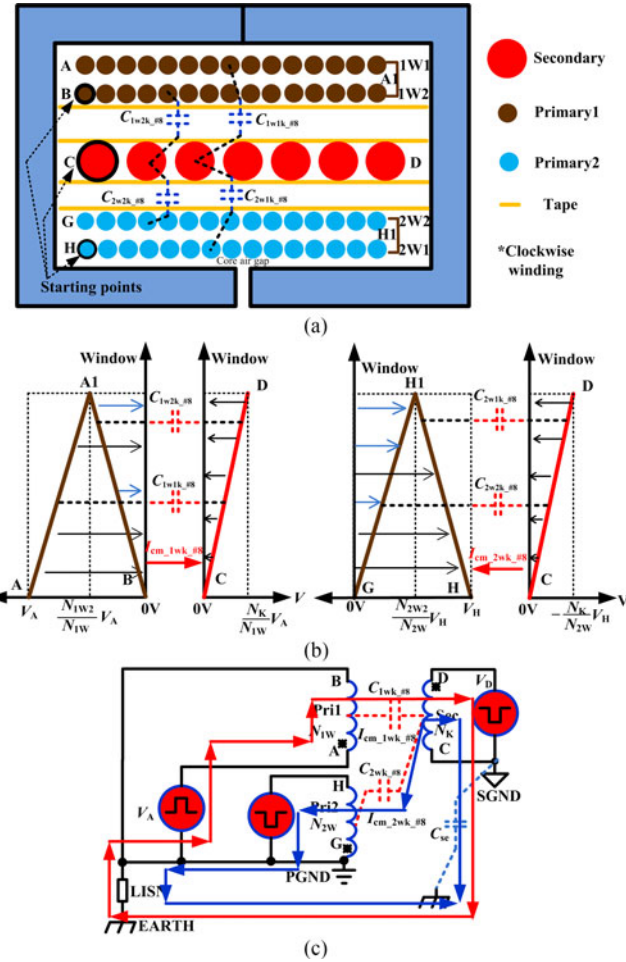 A
1W1
A1
B
1W2
C1w2k_#8
C1w1k_#8
C
D
C2w2k_#8
C2w1k_#8
G
2W2
H1
H
2W1
Core air gap
Starting points
Secondary
Primary1
Primary2
Tape
*Clockwise
winding
(a)
Window
Window
Window
Window
A1
D
H1
D
C1w2k_#8
C2w1k_#8
C1w1k_#8
C2w2k_#8
Icm_1wk_#8
Icm_2wk_#8
A
B
C
V
G
H
C
V
VA
N1W2/N1W VA
0V
0V
NK/N1W VA
0V
N2W2/N2W VH
VH
0V
-NK/N2W VH
(b)
B
C1wk_#8
D
VD
Pri1
Sec
N1W
Icm_1wk_#8
NK
A
C
C2wk_#8
SGND
H
VA
Pri2
Icm_2wk_#8
N2W
Cse
G
PGND
LISN
EARTH
(c)